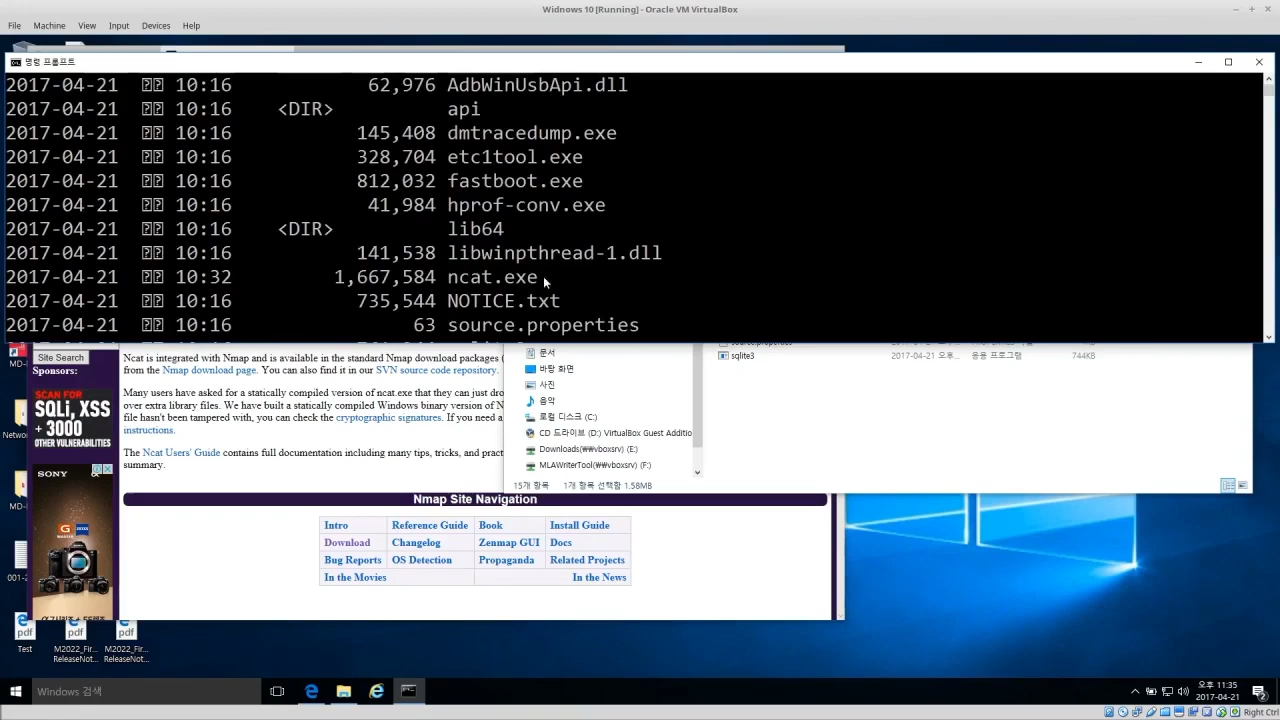 Widnows 10 [Running] - Oracle VM VirtualBox
File Machine View Input Devices Help
명령 프롬프트
2017-04-21 10:16 62,976 AdbWinUsbApi.dll
2017-04-21 10:16 <DIR> api
2017-04-21 10:16 145,408 dmtracedump.exe
2017-04-21 10:16 328,704 etc1tool.exe
2017-04-21 10:16 812,032 fastboot.exe
2017-04-21 10:16 41,984 hprof-conv.exe
2017-04-21 10:16 <DIR> lib64
2017-04-21 10:16 141,538 libwinpthread-1.dll
2017-04-21 10:32 1,667,584 ncat.exe
2017-04-21 10:16 735,544 NOTICE.txt
2017-04-21 10:16 63 source.properties
Site Search
Sponsors:
SCAN FOR
SQLi, XSS
+ 3000
OTHER VULNERABILITIES
SONY
G
MASTER
ZEISS
Ncat is integrated with Nmap and is available in the standard Nmap download packages (
from the Nmap download page. You can also find it in our SVN source code repository.
Many users have asked for a statically compiled version of ncat.exe that they can just dro
over extra library files. We have built a statically compiled Windows binary version of N
file hasn't been tampered with, you can check the cryptographic signatures. If you need a
instructions.
The Ncat Users' Guide contains full documentation including many tips, tricks, and pract
summary.
Nmap Site Navigation
Intro Reference Guide Book Install Guide
Download Changelog Zenmap GUI Docs
Bug Reports OS Detection Propaganda Related Projects
In the Movies In the News
문서
바탕 화면
사진
음악
로컬 디스크 (C:)
CD 드라이브 (D:) VirtualBox Guest Additio
Downloads(₩₩vboxsrv) (E:)
MLAWriterTool(₩₩vboxsrv) (F:)
sqlite3 2017-04-21 오후... 응용 프로그램 744KB
15개 항목 1개 항목 선택함 1.58MB
MD-
Networ
MD-I
001-2
pdf
Test
pdf
M2022_Fir...
ReleaseNot...
pdf
M2022_Fir...
ReleaseNot...
Windows 검색
오후 11:35
2017-04-21
2
Right Ctrl